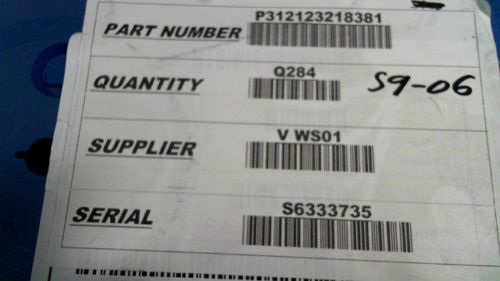 P312123218381
PART NUMBER
Q284
QUANTITY
S9-06
V WS01
SUPPLIER
S6333735
SERIAL